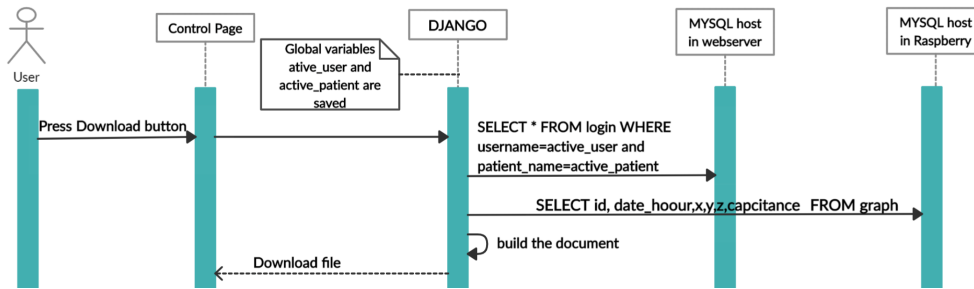 User
Control Page
DJANGO
MYSQL host
in webserver
MYSQL host
in Raspberry
Global variables
ative_user and
active_patient are
saved
Press Download button
SELECT * FROM login WHERE
username=active_user and
patient_name=active_patient
SELECT id, date_hoour,x,y,z,capcitance FROM graph
build the document
Download file